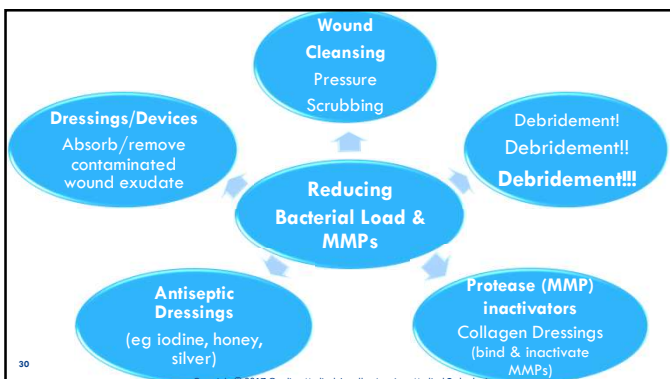 Wound
Cleansing
Pressure
Scrubbing
Dressings/Devices
Absorb/remove
contaminated
wound exudate
Debridement!
Debridement!!
Debridement!!!
Reducing
Bacterial Load &
MMPs
Antiseptic
Dressings
(eg iodine, honey,
silver)
Protease (MMP)
inactivators
Collagen Dressings
(bind & inactivate
MMPs)
30